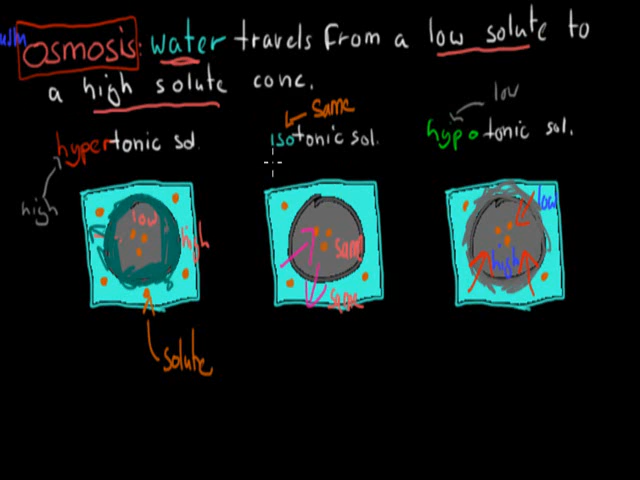 OSMOSIS: water travels from a low solute to
a high solute conc.
low
same
hypertonic sol. isotonic sol. hypotonic sol.
high
low high same same low high
solute